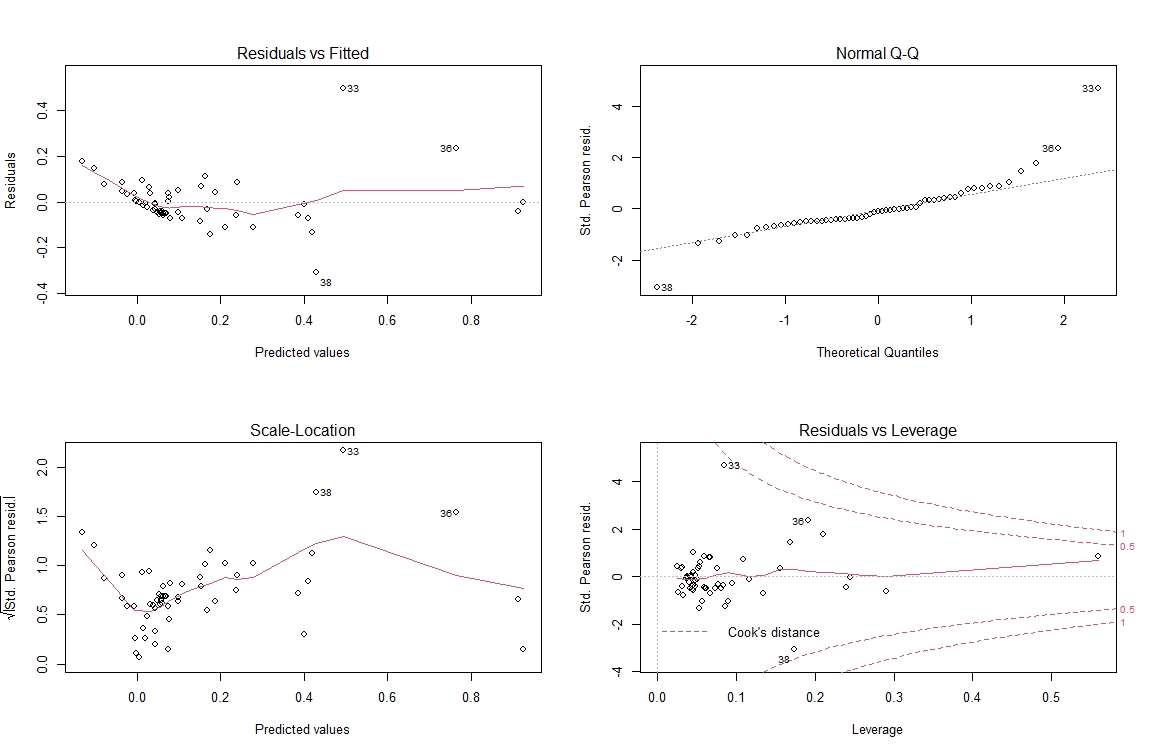 Residuals vs Fitted
Residuals
-0.4 -0.2 0.0 0.2 0.4
33
36
38
0.0 0.2 0.4 0.6 0.8
Predicted values
Normal Q-Q
Std. Pearson resid.
-2 0 2 4
33
36
38
-2 -1 0 1 2
Theoretical Quantiles
Scale-Location
√|Std. Pearson resid.|
0.0 0.5 1.0 1.5 2.0
33
38
36
0.0 0.2 0.4 0.6 0.8
Predicted values
Residuals vs Leverage
Std. Pearson resid.
-4 -2 0 2 4
33
36
38
1
0.5
0.5
1
Cook's distance
0.0 0.1 0.2 0.3 0.4 0.5
Leverage